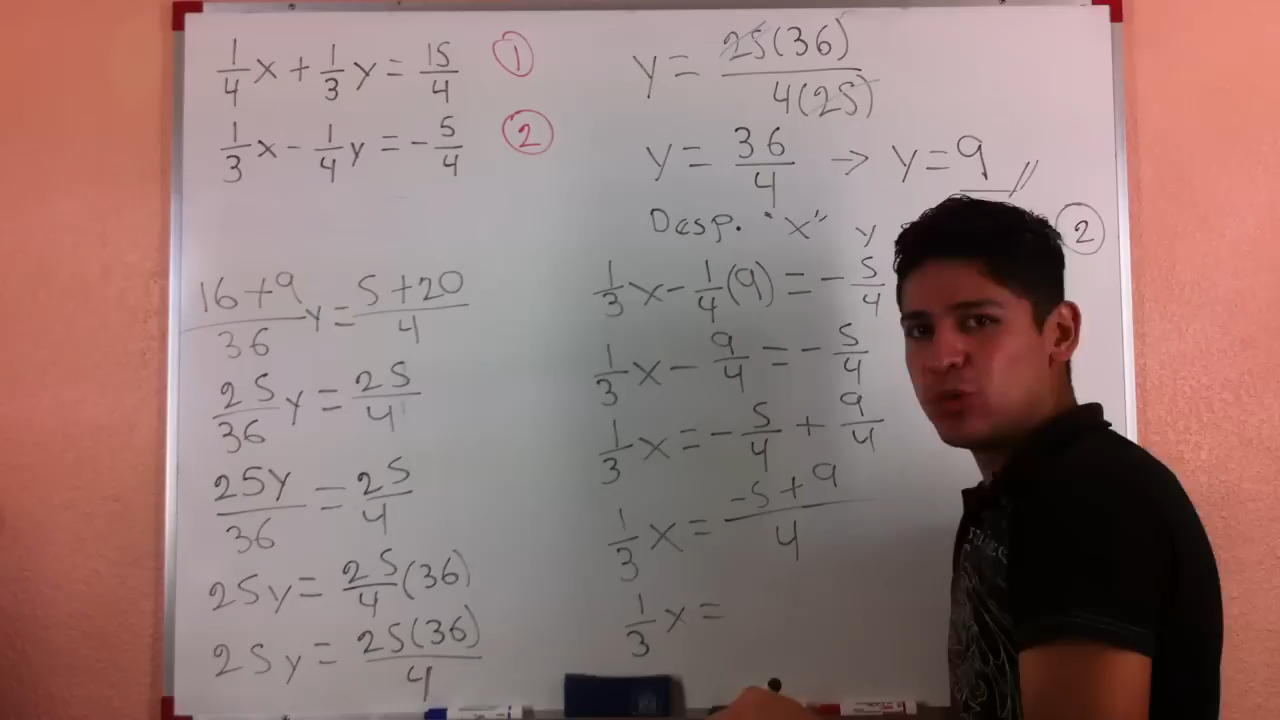 1/4 x + 1/3 y = 15/4 ①
1/3 x - 1/4 y = - 5/4 ②
16+9/36 y = 5+20/4
25/36 y = 25/4
25y/36 = 25/4
25y = 25/4 (36)
25y = 25(36)/4
y = 25(36)/4(25)
y = 36/4 → y = 9
Desp. "x" y ②
1/3 x - 1/4 (9) = - 5/4
1/3 x - 9/4 = - 5/4
1/3 x = - 5/4 + 9/4
1/3 x = -5+9/4
1/3 x =